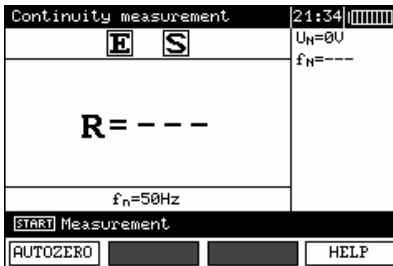 Continuity measurement 21:34
E S
U_N=0V
f_N=---
R=---
f_n=50Hz
START Measurement
AUTOZERO HELP